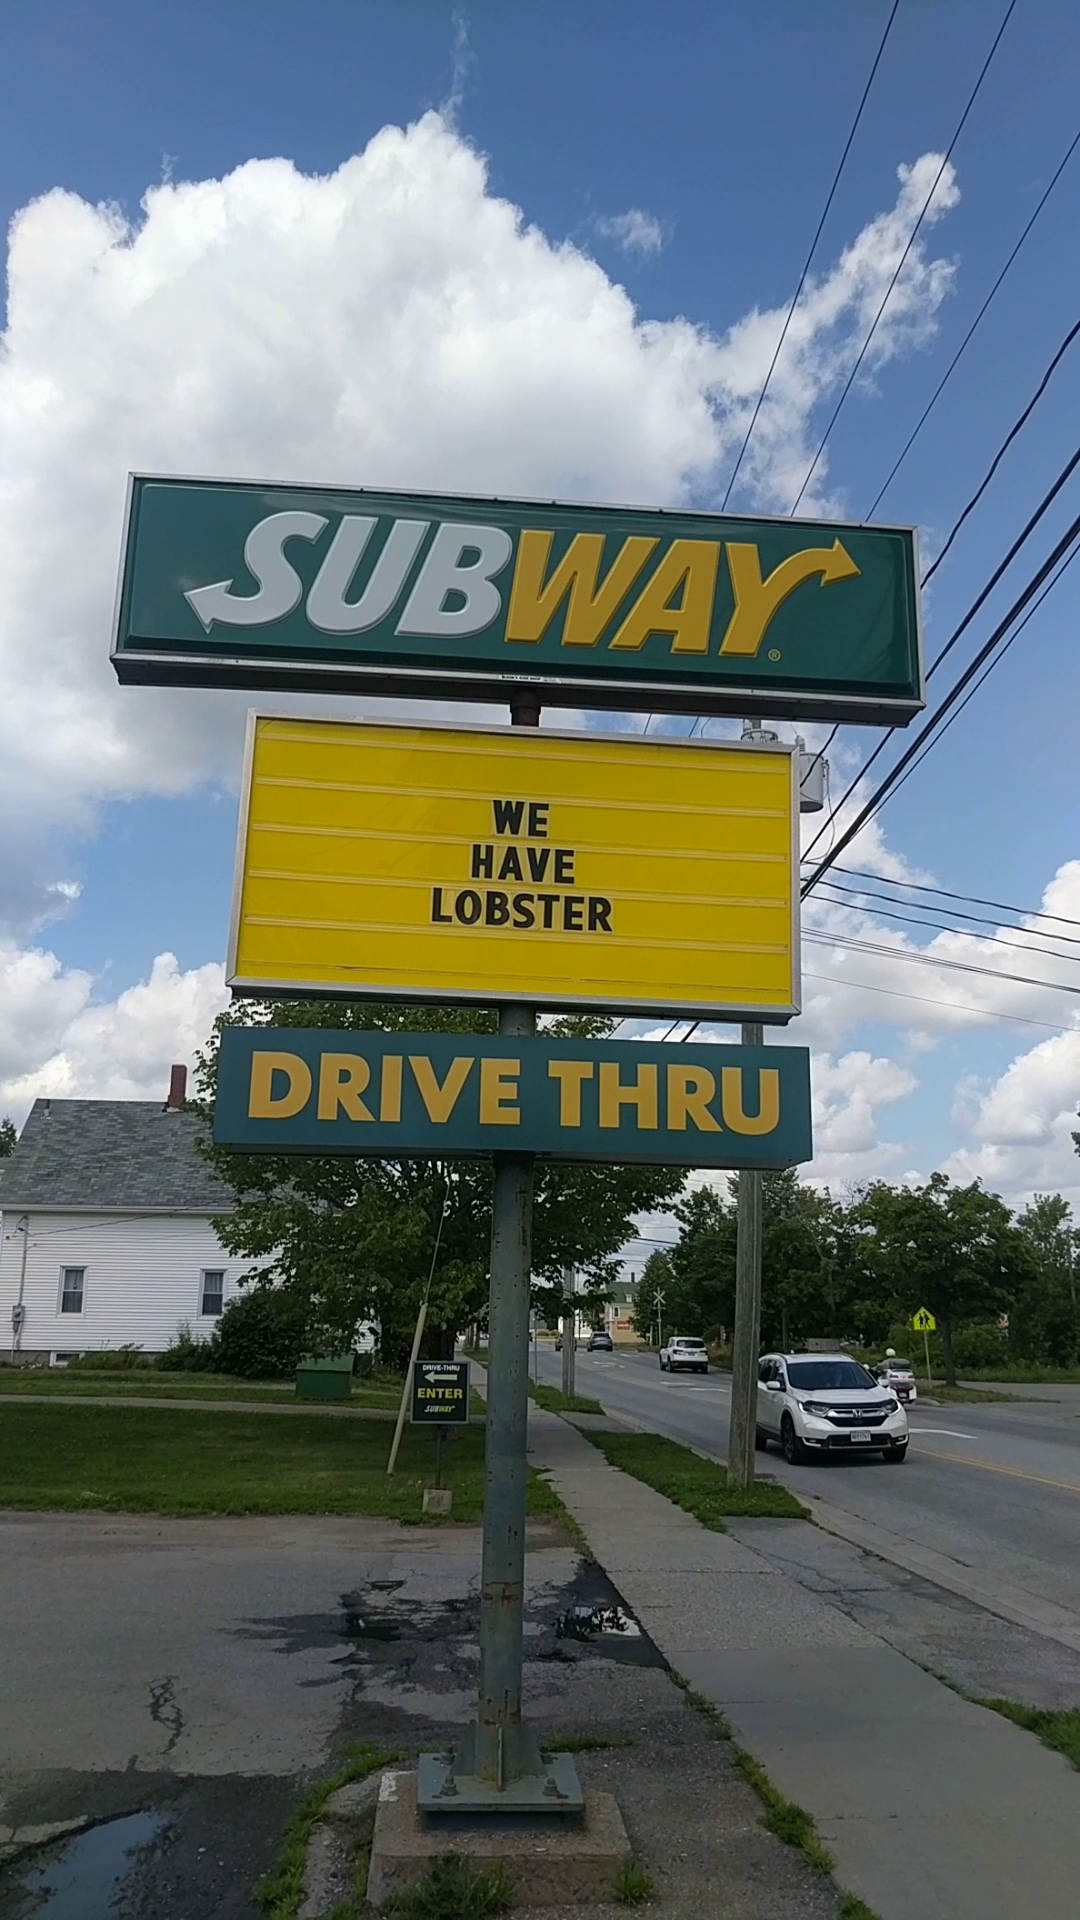 SUBWAY®
WE
HAVE
LOBSTER
DRIVE THRU
DRIVE-THRU
ENTER
SUBWAY